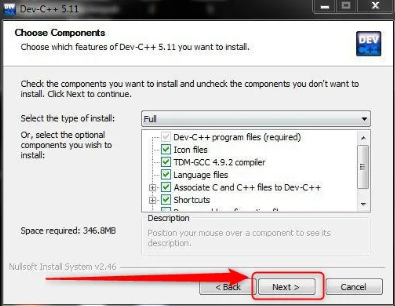 Dev-C++ 5.11
Choose Components
Choose which features of Dev-C++ 5.11 you want to install.
DEV
C++
Check the components you want to install and uncheck the components you don't want to
install. Click Next to continue.
Select the type of install:
Full
Or, select the optional
components you wish to
install:
Dev-C++ program files (required)
Icon files
TDM-GCC 4.9.2 compiler
Language files
Associate C and C++ files to Dev-C++
Shortcuts
Description
Space required: 346.8MB
Position your mouse over a component to see its
description.
Nullsoft Install System v2.46
< Back
Next >
Cancel